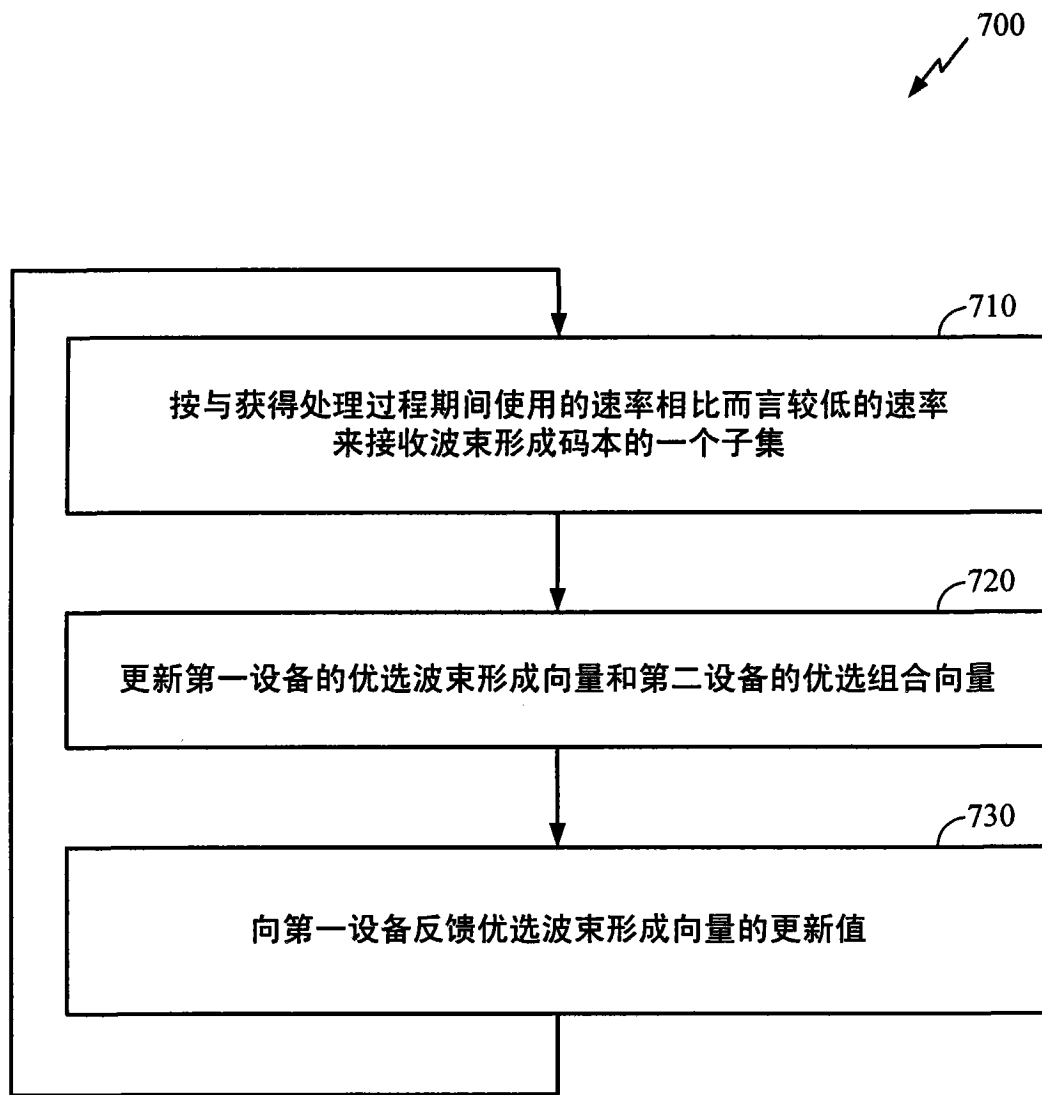 700
710
按与获得处理过程期间使用的速率相比而言较低的速率
来接收波束形成码本的一个子集
720
更新第一设备的优选波束形成向量和第二设备的优选组合向量
730
向第一设备反馈优选波束形成向量的更新值